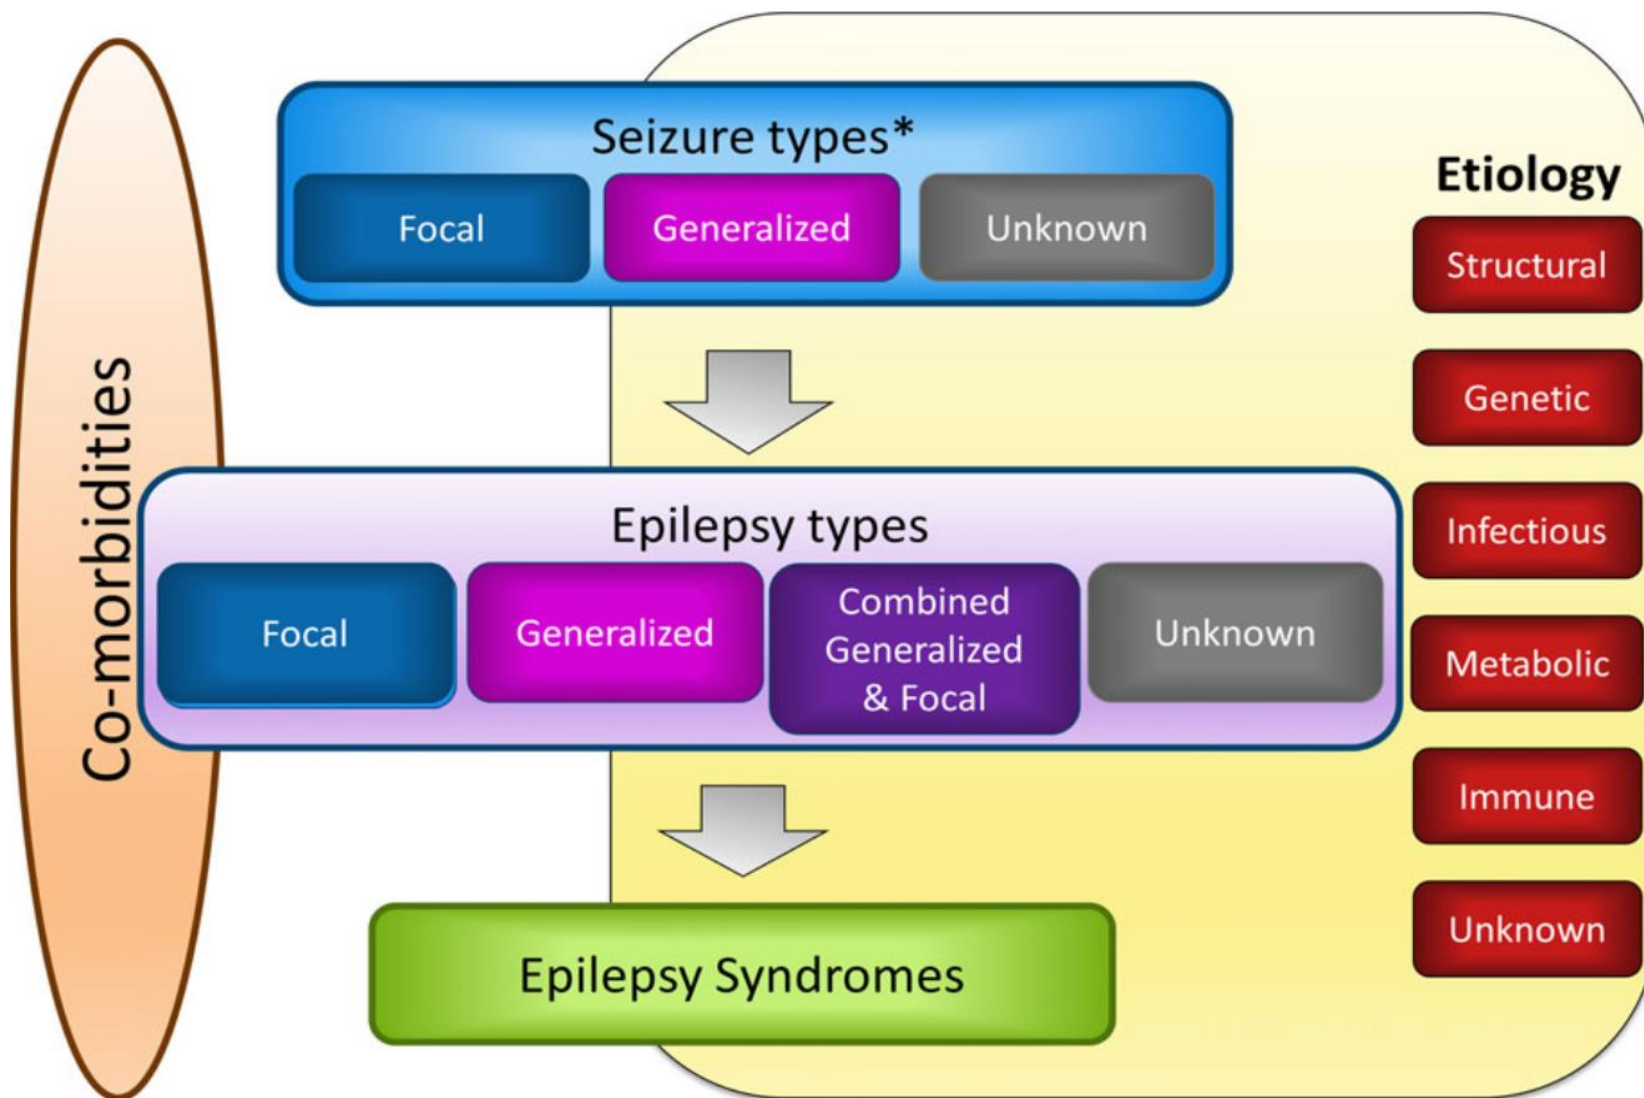 Co-morbidities
Seizure types*
Focal
Generalized
Unknown
Epilepsy types
Focal
Generalized
Combined
Generalized
& Focal
Unknown
Epilepsy Syndromes
Etiology
Structural
Genetic
Infectious
Metabolic
Immune
Unknown